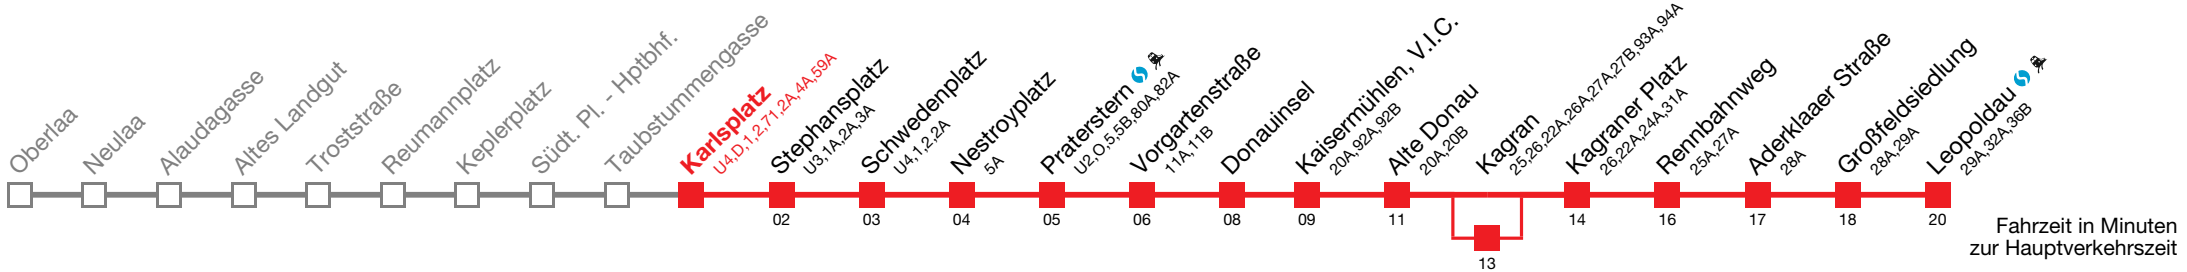 Oberlaa
Neulaa
Alaudagasse
Altes Landgut
Troststraße
Reumannplatz
Keplerplatz
Südt. Pl. - Hptbhf.
Taubstummengasse
Karlsplatz
U4,D,1,2,71,2A,4A,59A
Stephansplatz
U3,1A,2A,3A
02
Schwedenplatz
U4,1,2,2A
03
Nestroyplatz
5A
04
Praterstern
U2,O,5,5B,80A,82A
05
Vorgartenstraße
11A,11B
06
Donauinsel
08
Kaisermühlen, V.I.C.
20A,92A,92B
09
Alte Donau
20A,20B
11
Kagran
25,26,22A,26A,27A,27B,93A,94A
13
Kagraner Platz
26,22A,24A,31A
14
Rennbahnweg
25A,27A
16
Aderklaaer Straße
28A
17
Großfeldsiedlung
28A,29A
18
Leopoldau
29A,32A,36B
20
Fahrzeit in Minuten
zur Hauptverkehrszeit